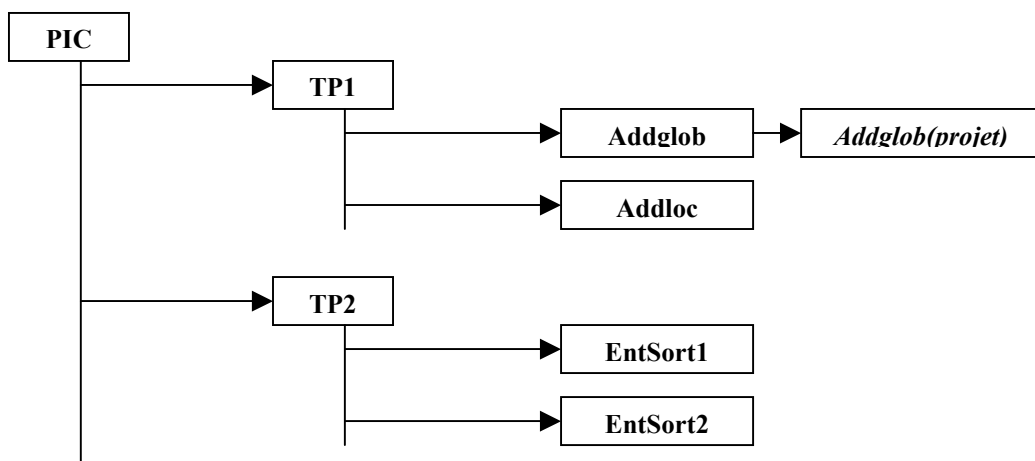 PIC
TP1
Addglob
Addglob(projet)
Addloc
TP2
EntSort1
EntSort2